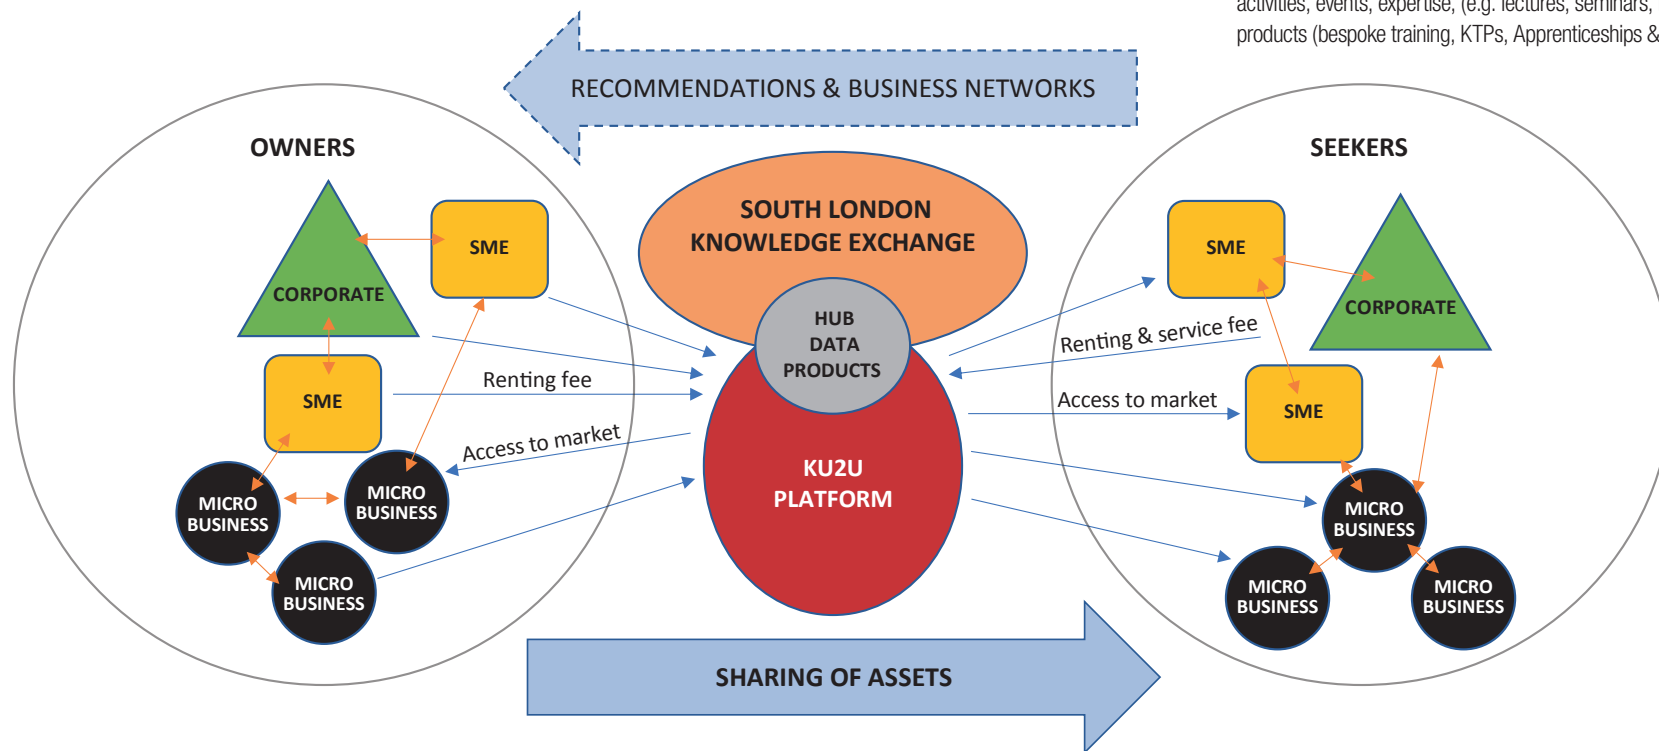 activities, events, expertise, (e.g. lectures, seminars,
products (bespoke training, KTPs, Apprenticeships &
RECOMMENDATIONS & BUSINESS NETWORKS
OWNERS
SEEKERS
SOUTH LONDON
KNOWLEDGE EXCHANGE
HUB
DATA
PRODUCTS
KU2U
PLATFORM
SME
CORPORATE
SME
MICRO
BUSINESS
MICRO
BUSINESS
MICRO
BUSINESS
Renting fee
Access to market
SME
CORPORATE
Renting & service fee
Access to market
SME
MICRO
BUSINESS
MICRO
BUSINESS
MICRO
BUSINESS
SHARING OF ASSETS